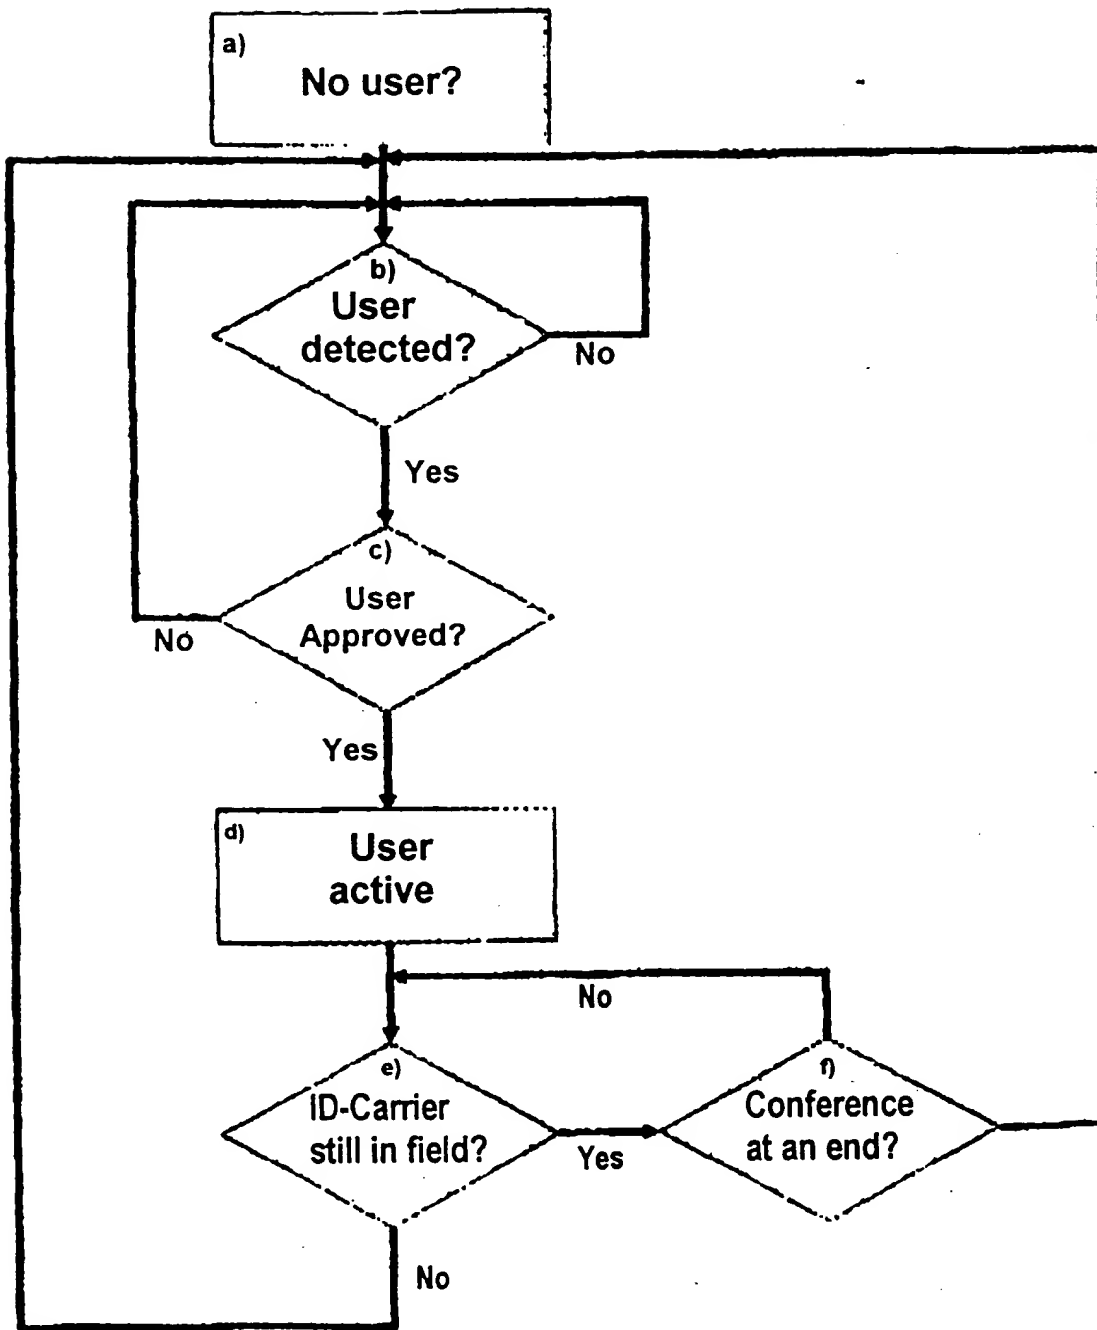 a)
No user?
b)
User
detected?
No
Yes
c)
User
Approved?
No
Yes
d)
User
active
No
e)
ID-Carrier
still in field?
Yes
f)
Conference
at an end?
No